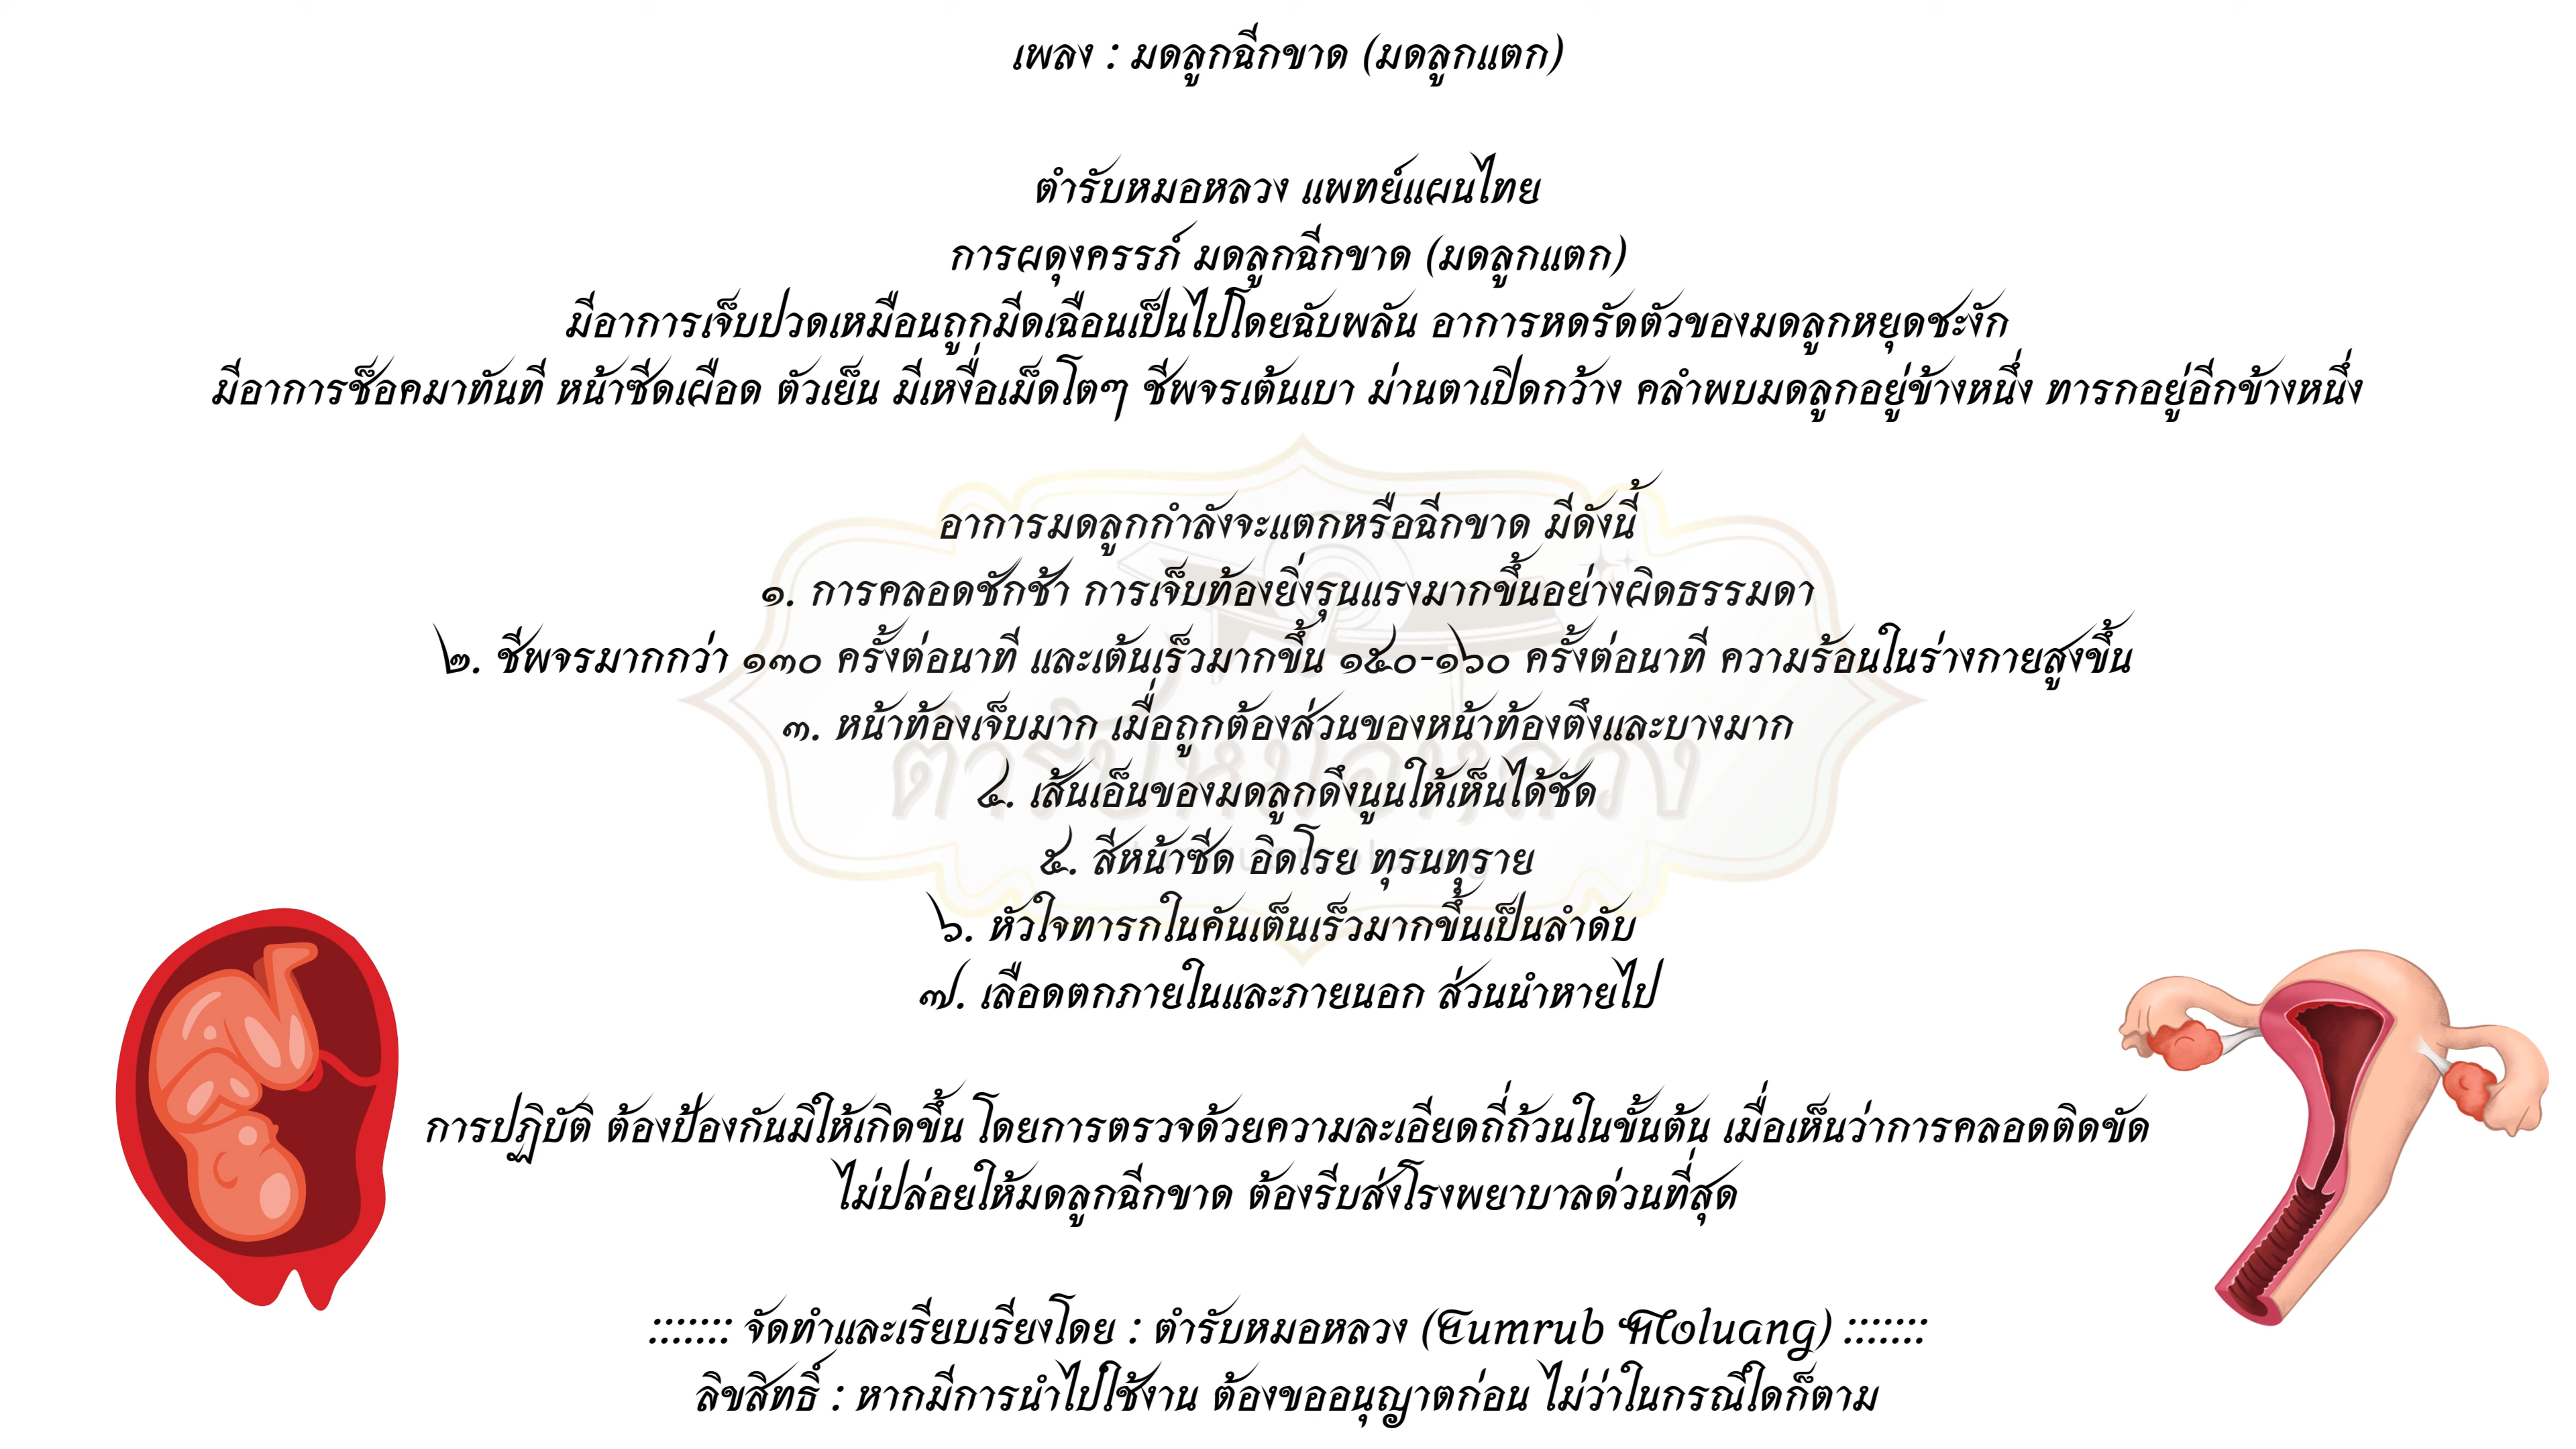 เพลง : มดลูกฉีกขาด (มดลูกแตก)
ตำรับหมอหลวง แพทย์แผนไทย
การผดุงครรภ์ มดลูกฉีกขาด (มดลูกแตก)
มีอาการเจ็บปวดเหมือนถูกมีดเฉือนเป็นไปโดยฉับพลัน อาการหดรัดตัวของมดลูกหยุดชะงัก
มีอาการช็อคมาทันที หน้าซีดเผือด ตัวเย็น มีเหงื่อเม็ดโตๆ ชีพจรเต้นเบา ม่านตาเปิดกว้าง คลำพบมดลูกอยู่ข้างหนึ่ง ทารกอยู่อีกข้างหนึ่ง
อาการมดลูกกำลังจะแตกหรือฉีกขาด มีดังนี้
๑. การคลอดชักช้า การเจ็บท้องยิ่งรุนแรงมากขึ้นอย่างผิดธรรมดา
๒. ชีพจรมากกว่า ๑๓๐ ครั้งต่อนาที และเต้นเร็วมากขึ้น ๑๕๐-๑๖๐ ครั้งต่อนาที ความร้อนในร่างกายสูงขึ้น
๓. หน้าท้องเจ็บมาก เมื่อถูกต้องส่วนของหน้าท้องตึงและบางมาก
๔. เส้นเอ็นของมดลูกดึงนูนให้เห็นได้ชัด
๕. สีหน้าซีด อิดโรย ทุรนทุราย
๖. หัวใจทารกในคันเต็นเร็วมากขึ้นเป็นลำดับ
๗. เลือดตกภายในและภายนอก ส่วนนำหายไป
ตำรับหมอหลวง
การปฏิบัติ ต้องป้องกันมิให้เกิดขึ้น โดยการตรวจด้วยความละเอียดถี่ถ้วนในขั้นต้น เมื่อเห็นว่าการคลอดติดขัด
ไม่ปล่อยให้มดลูกฉีกขาด ต้องรีบส่งโรงพยาบาลด่วนที่สุด
::::::: จัดทำและเรียบเรียงโดย : ตำรับหมอหลวง (Tumrub Moluang) :::::::
ลิขสิทธิ์ : หากมีการนำไปใช้งาน ต้องขออนุญาตก่อน ไม่ว่าในกรณีใดก็ตาม